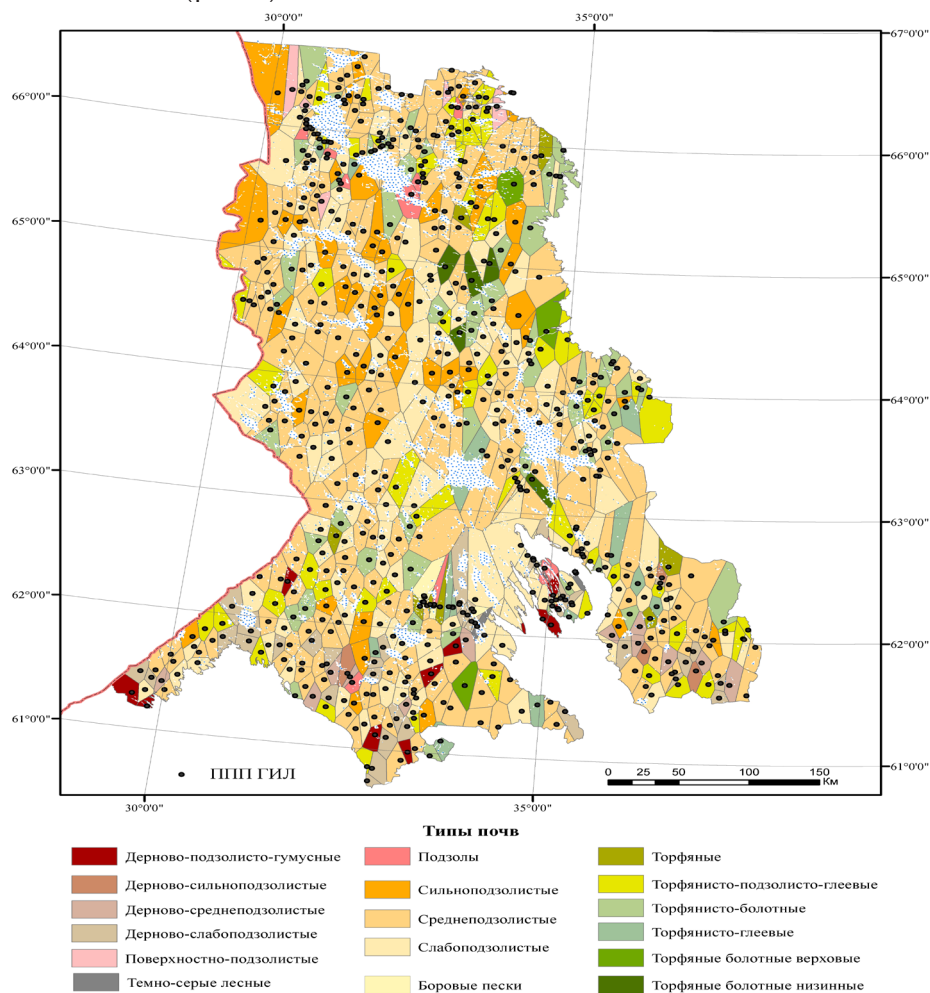 30°0'0"
35°0'0"
67°0'0"
66°0'0"
66°0'0"
65°0'0"
65°0'0"
64°0'0"
64°0'0"
63°0'0"
63°0'0"
62°0'0"
62°0'0"
61°0'0"
61°0'0"
ППП ГИЛ
0 25 50 100 150
Км
30°0'0"
35°0'0"
Типы почв
Дерново-подзолисто-гумусные
Дерново-сильноподзолистые
Дерново-среднеподзолистые
Дерново-слабоподзолистые
Поверхностно-подзолистые
Темно-серые лесные
Подзолы
Сильноподзолистые
Среднеподзолистые
Слабоподзолистые
Боровые пески
Торфяные
Торфянисто-подзолисто-глеевые
Торфянисто-болотные
Торфянисто-глеевые
Торфяные болотные верховые
Торфяные болотные низинные